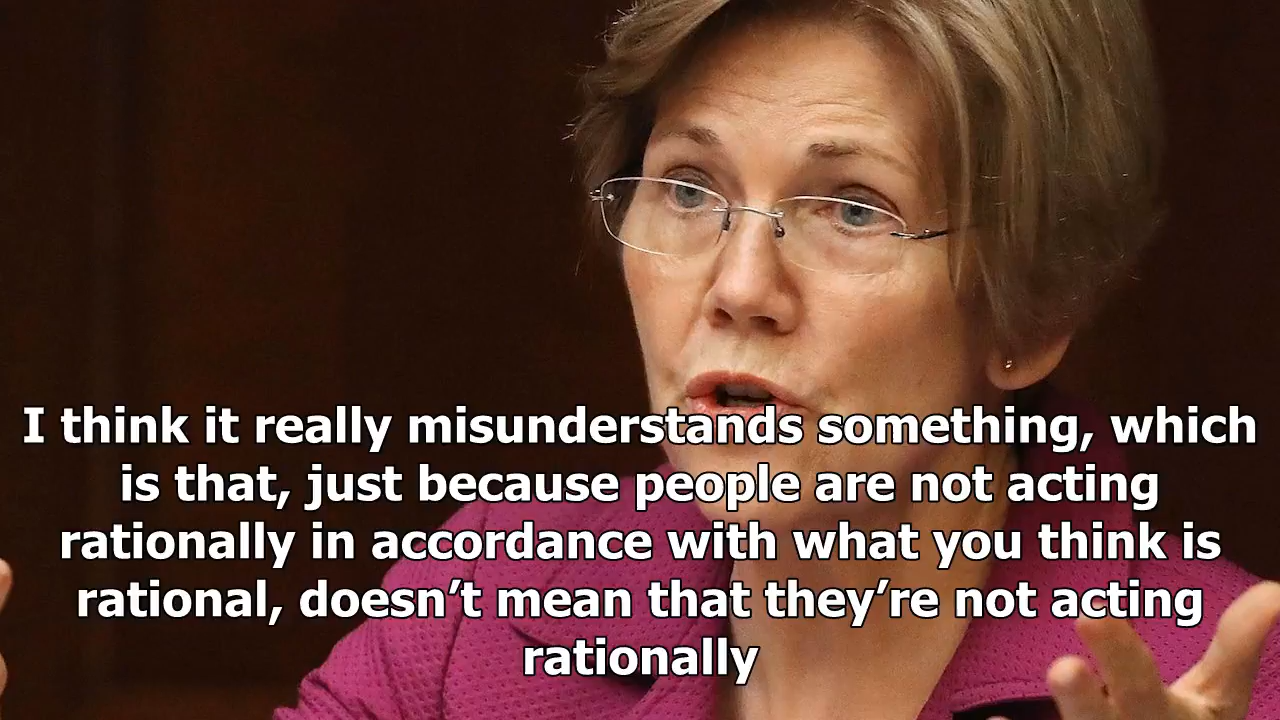 I think it really misunderstands something, which
is that, just because people are not acting
rationally in accordance with what you think is
rational, doesn’t mean that they’re not acting
rationally